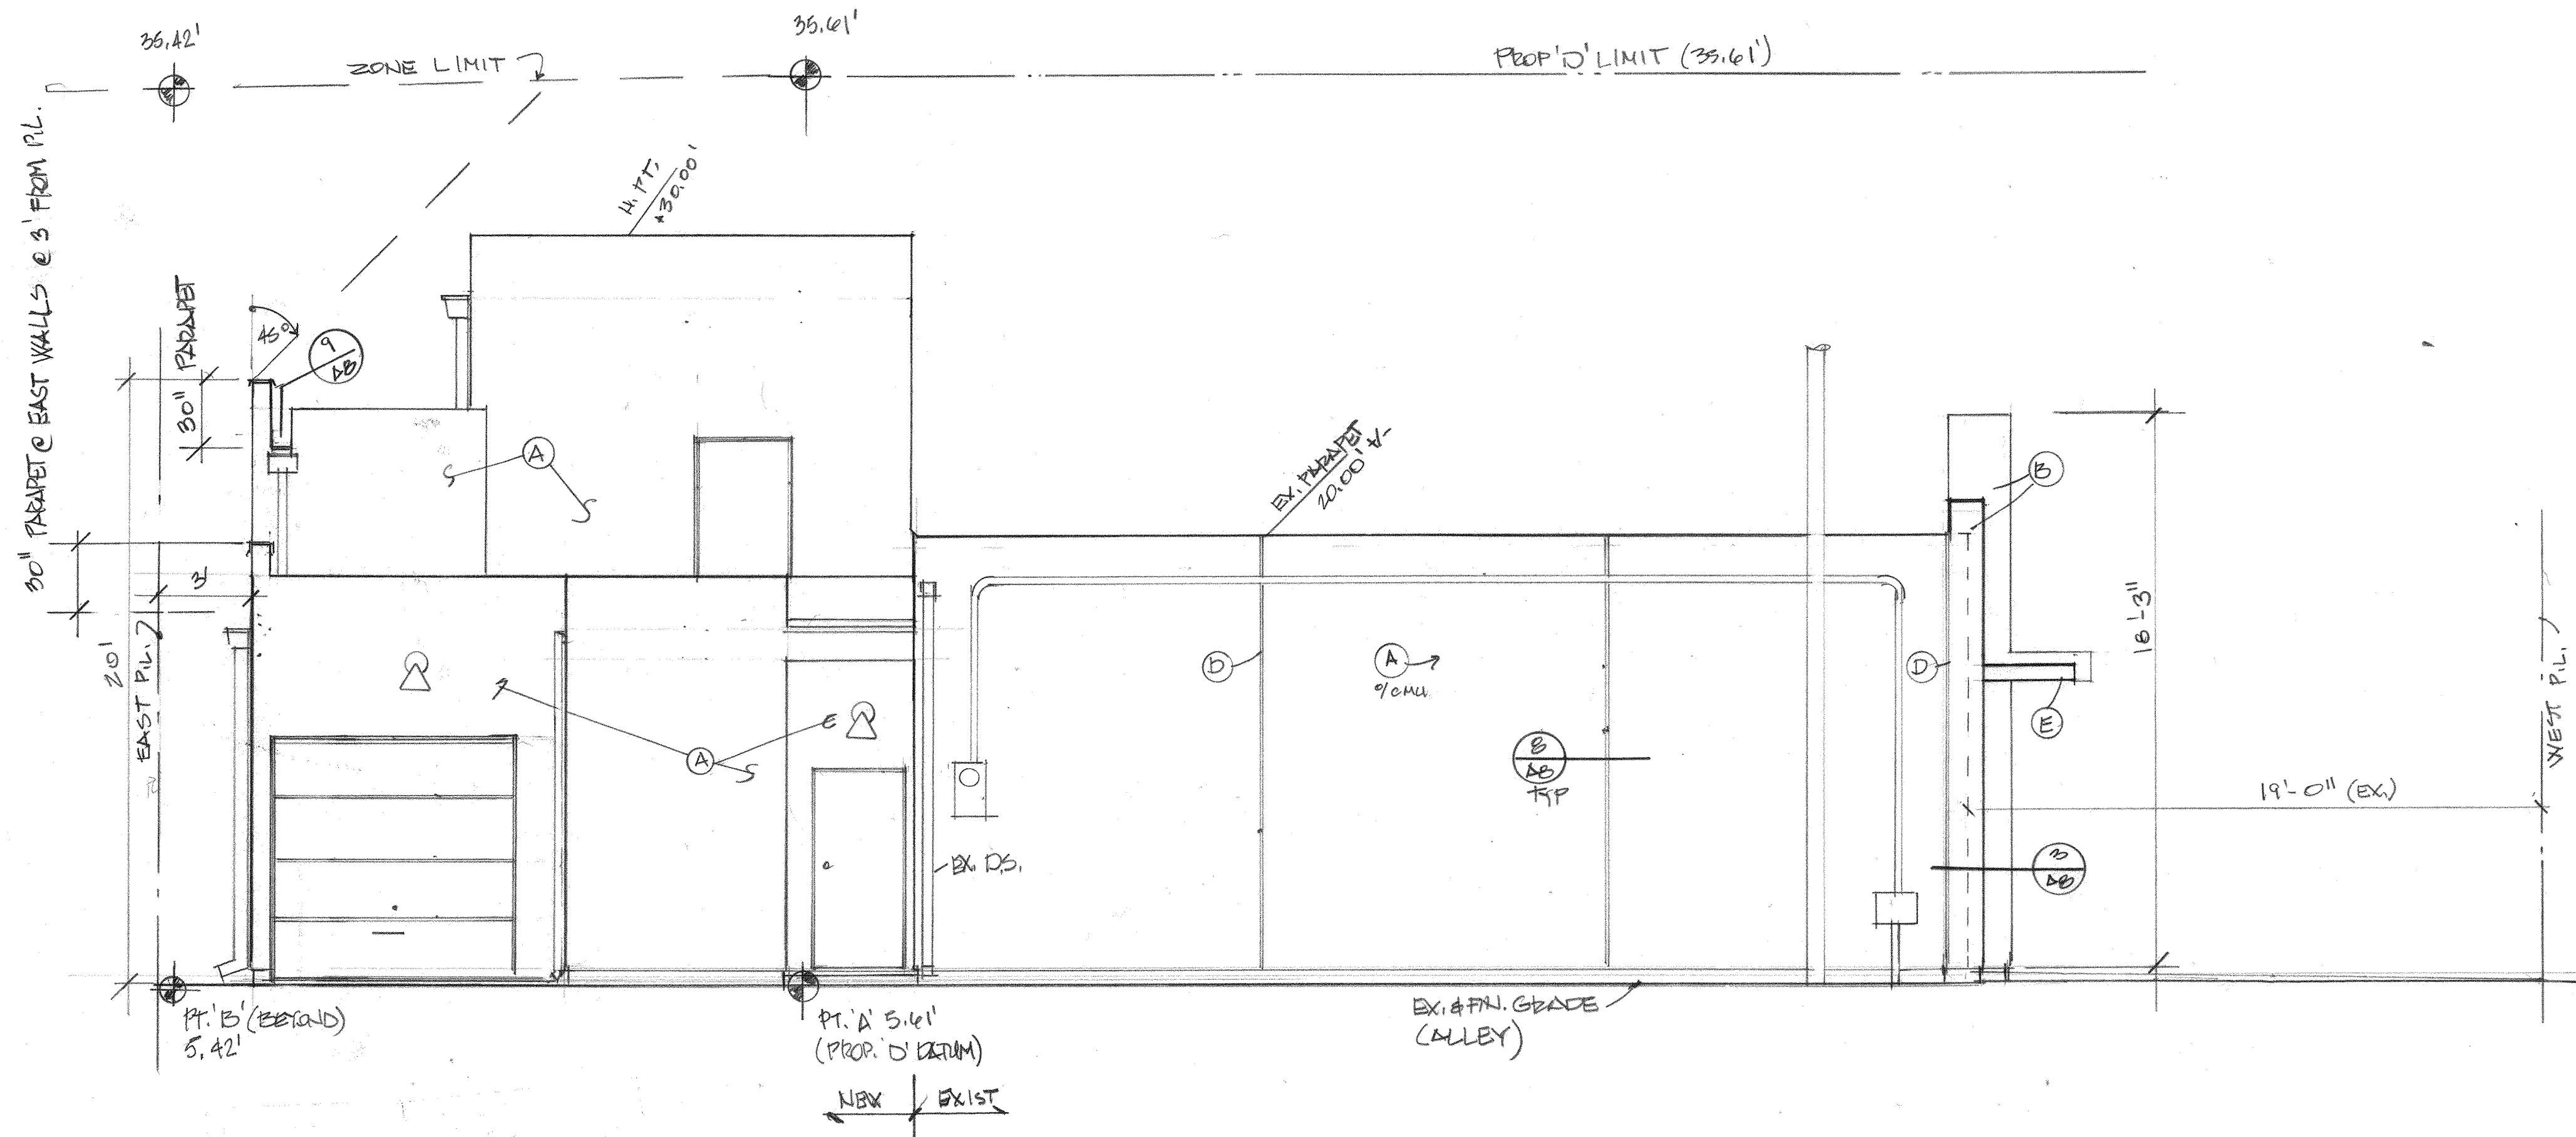 35.42'
35.61'
ZONE LIMIT
PROP 'D' LIMIT (35.61')
30" PARAPET @ EAST WALLS @ 3' FROM P.L.
H. PT.
+30.00'
30" PARAPET
45°
9
A8
A
EX. PARAPET
20.00' +/-
B
3'
20'
EAST P.L.
18'-3"
D
A
o/ CMU
D
E
A
8
A8
TYP
WEST P.L.
19'-0" (EX.)
EX. D.S.
3
A8
PT. 'B' (BEYOND)
5.42'
PT. 'A' 5.61'
(PROP. 'D' DATUM)
EX. & FIN. GRADE
(ALLEY)
NEW
EXIST.